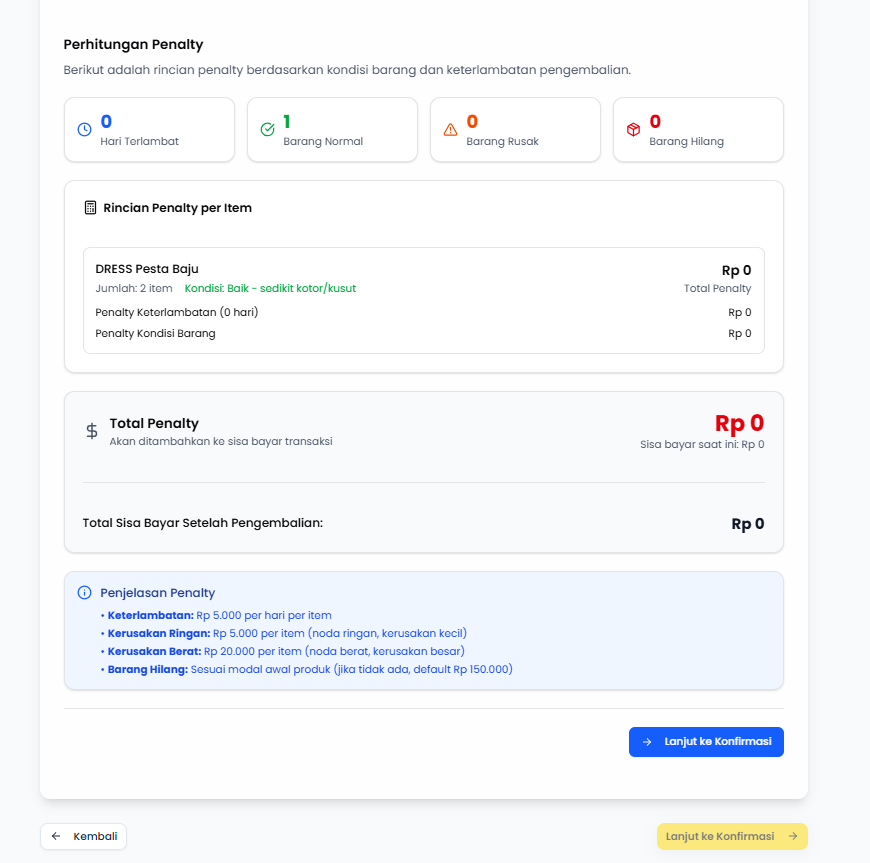 Perhitungan Penalty
Berikut adalah rincian penalty berdasarkan kondisi barang dan keterlambatan pengembalian.
0
Hari Terlambat
1
Barang Normal
0
Barang Rusak
0
Barang Hilang
Rincian Penalty per Item
DRESS Pesta Baju Rp 0
Jumlah: 2 item Kondisi: Baik - sedikit kotor/kusut Total Penalty
Penalty Keterlambatan (0 hari) Rp 0
Penalty Kondisi Barang Rp 0
Total Penalty Rp 0
Akan ditambahkan ke sisa bayar transaksi Sisa bayar saat ini: Rp 0
Total Sisa Bayar Setelah Pengembalian: Rp 0
Penjelasan Penalty
• Keterlambatan: Rp 5.000 per hari per item
• Kerusakan Ringan: Rp 5.000 per item (noda ringan, kerusakan kecil)
• Kerusakan Berat: Rp 20.000 per item (noda berat, kerusakan besar)
• Barang Hilang: Sesuai modal awal produk (jika tidak ada, default Rp 150.000)
Lanjut ke Konfirmasi
Kembali Lanjut ke Konfirmasi